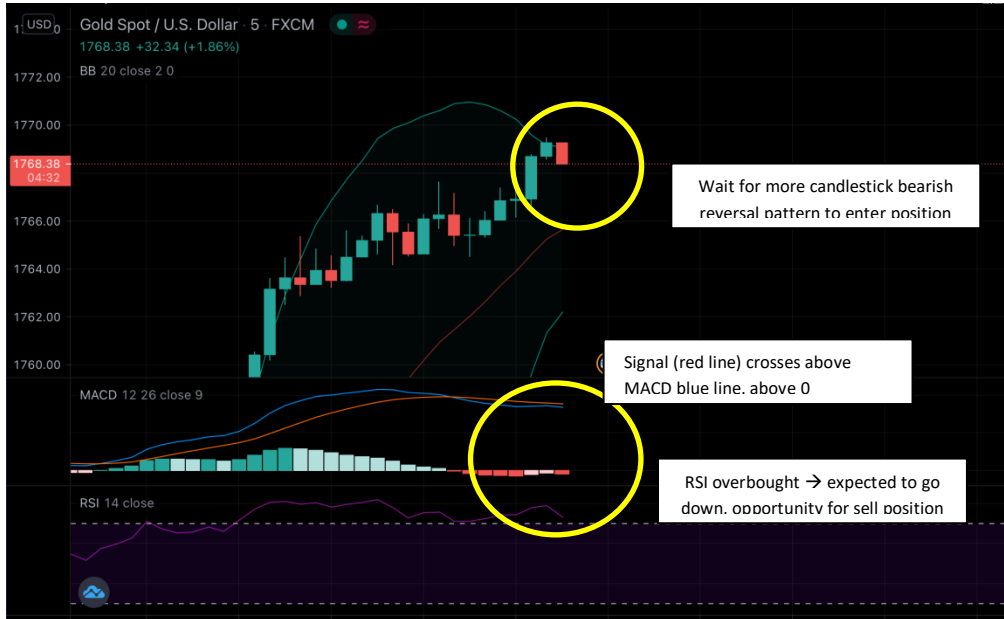 USD
Gold Spot / U.S. Dollar · 5 · FXCM
1768.38 +32.34 (+1.86%)
BB 20 close 2 0
1772.00
1770.00
1768.38
04:32
1766.00
1764.00
1762.00
1760.00
Wait for more candlestick bearish
reversal pattern to enter position
Signal (red line) crosses above
MACD blue line. above 0
MACD 12 26 close 9
RSI overbought → expected to go
down. opportunity for sell position
RSI 14 close